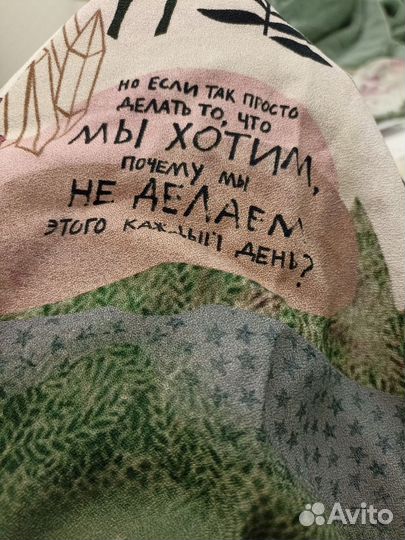 НО ЕСЛИ ТАК ПРОСТО
ДЕЛАТЬ ТО, ЧТО
МЫ ХОТИМ,
ПОЧЕМУ МЫ
НЕ ДЕЛАЕМ
ЭТОГО КАЖДЫЙ ДЕНЬ?
Avito